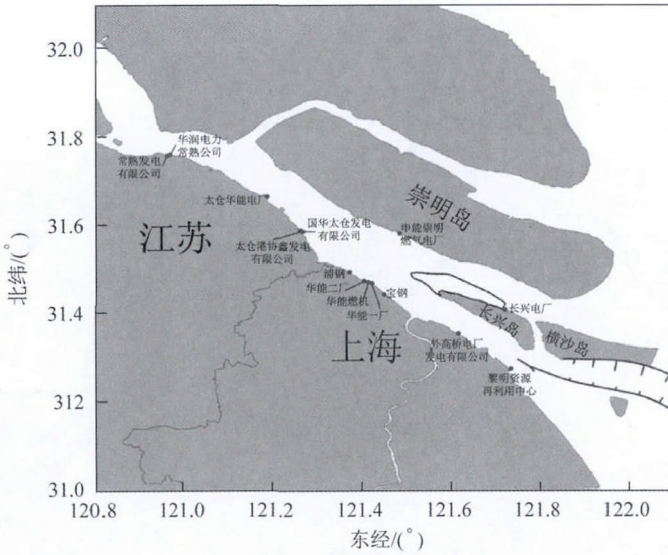 32.0
31.8
31.6
31.4
312
31.0
北纬/(°)
120.8
121.0
121.1
121.3
121.4
121.6
121.7
121.8
122.0
东经/(°)
华润电力
常熟公司
常熟发电
有限公司
太仓华能电厂
国华太仓发电
有限公司
太仓港协鑫发电
有限公司
江苏
崇明岛
申能崇明
燃气电厂
浦钢
华能二厂
华能燃机
华能一厂
宝钢
上海
长兴电厂
长兴岛
横沙岛
外高桥电厂
发电有限公司
黎明资源
再利用中心